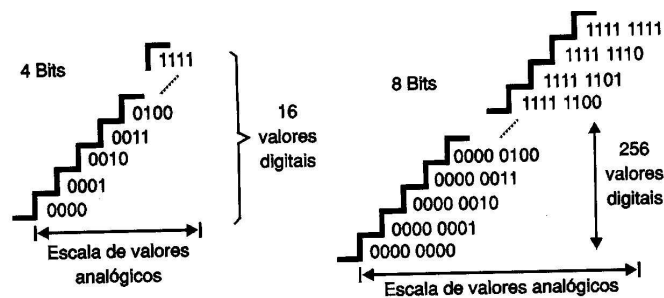 4 Bits
1111
0100
0011
0010
0001
0000
16
valores
digitais
Escala de valores
analógicos
8 Bits
1111 1111
1111 1110
1111 1101
1111 1100
0000 0100
0000 0011
0000 0010
0000 0001
0000 0000
256
valores
digitais
Escala de valores analógicos